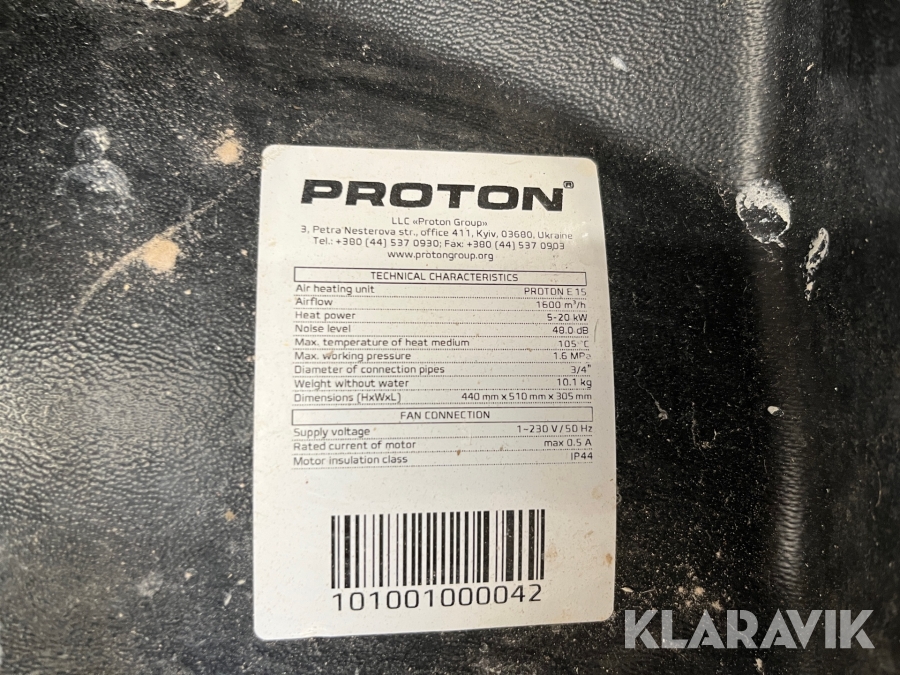 PROTON®
LLC «Proton Group»
3, Petra Nesterova str., office 411, Kyiv, 03680, Ukraine
Tel.: +380 (44) 537 0930; Fax: +380 (44) 537 0903
www.protongroup.org
TECHNICAL CHARACTERISTICS
Air heating unit PROTON E 15
Airflow 1600 m³/h
Heat power 5-20 kW
Noise level 48.0 dB
Max. temperature of heat medium 105 °C
Max. working pressure 1.6 MPa
Diameter of connection pipes 3/4"
Weight without water 10.1 kg
Dimensions (HxWxL) 440 mm x 510 mm x 305 mm
FAN CONNECTION
Supply voltage 1~230 V / 50 Hz
Rated current of motor max 0.5 A
Motor insulation class IP44
101001000042
KLARAVIK